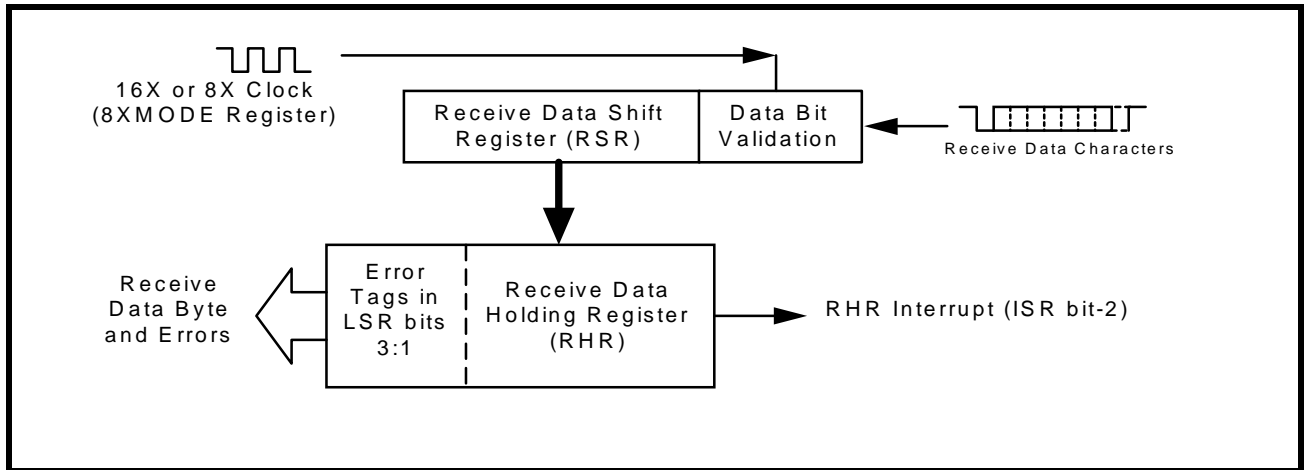 16X or 8X Clock
(8XMODE Register)
Receive Data Shift
Register (RSR)
Data Bit
Validation
Receive Data Characters
Receive
Data Byte
and Errors
Error
Tags in
LSR bits
3:1
Receive Data
Holding Register
(RHR)
RHR Interrupt (ISR bit-2)